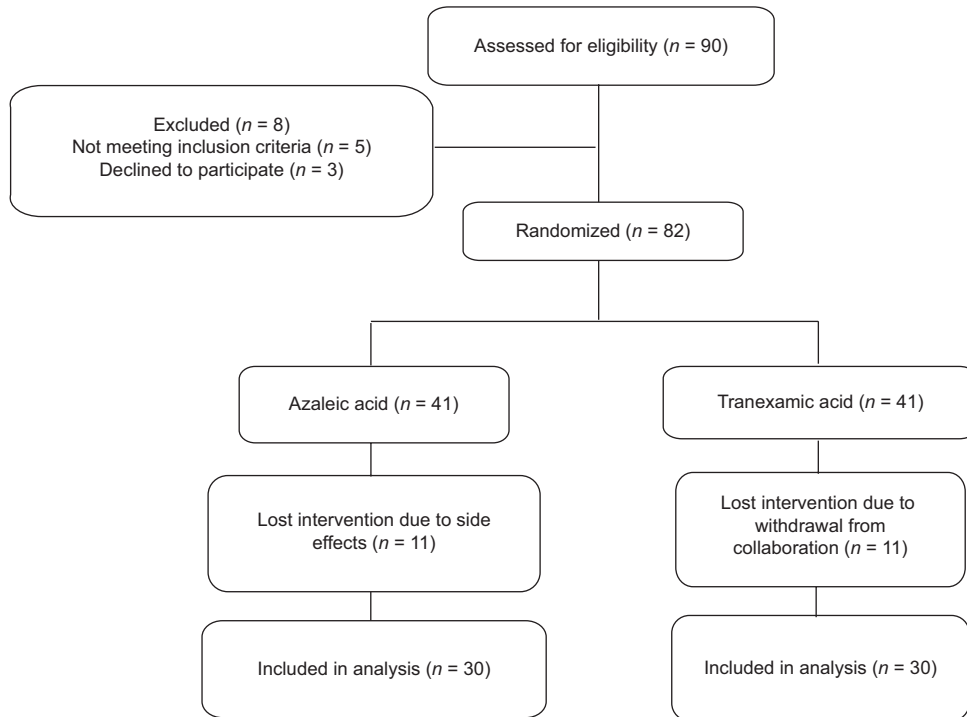 Assessed for eligibility (n = 90)
Excluded (n = 8)
Not meeting inclusion criteria (n = 5)
Declined to participate (n = 3)
Randomized (n = 82)
Azaleic acid (n = 41)
Tranexamic acid (n = 41)
Lost intervention due to side
effects (n = 11)
Lost intervention due to
withdrawal from
collaboration (n = 11)
Included in analysis (n = 30)
Included in analysis (n = 30)